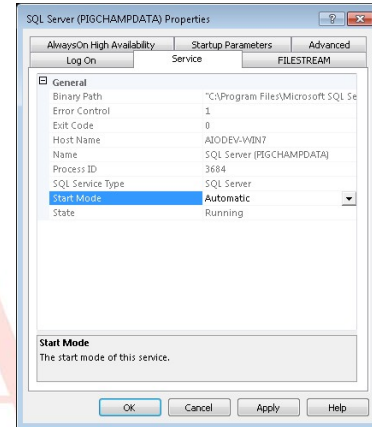 SQL Server (PIGCHAMPDATA) Properties
AlwaysOn High Availability Startup Parameters Advanced
Log On Service FILESTREAM
General
Binary Path "C:\Program Files\Microsoft SQL Se
Error Control 1
Exit Code 0
Host Name AIODEV-WIN7
Name SQL Server (PIGCHAMPDATA)
Process ID 3684
SQL Service Type SQL Server
Start Mode Automatic
State Running
Start Mode
The start mode of this service.
OK Cancel Apply Help